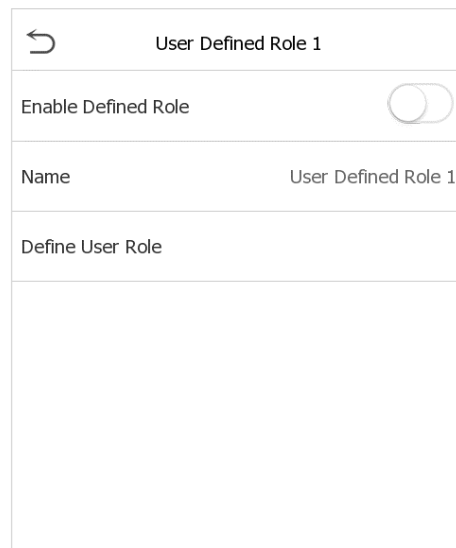 User Defined Role 1
Enable Defined Role
Name User Defined Role 1
Define User Role